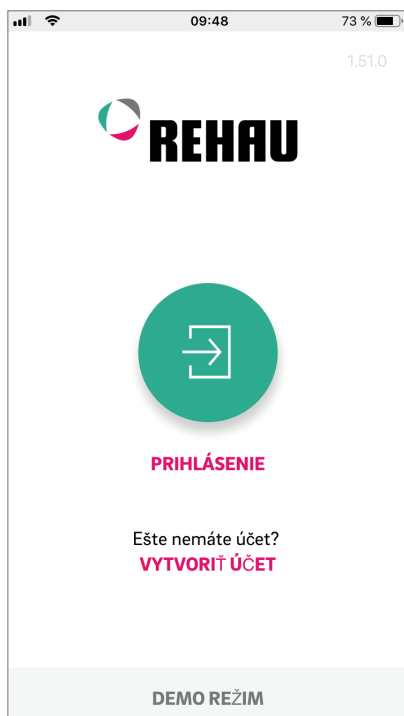 09:48
73 %
1.51.0
REHAU
PRIHLÁSENIE
Ešte nemáte účet?
VYTVORIŤ ÚČET
DEMO REŽIM